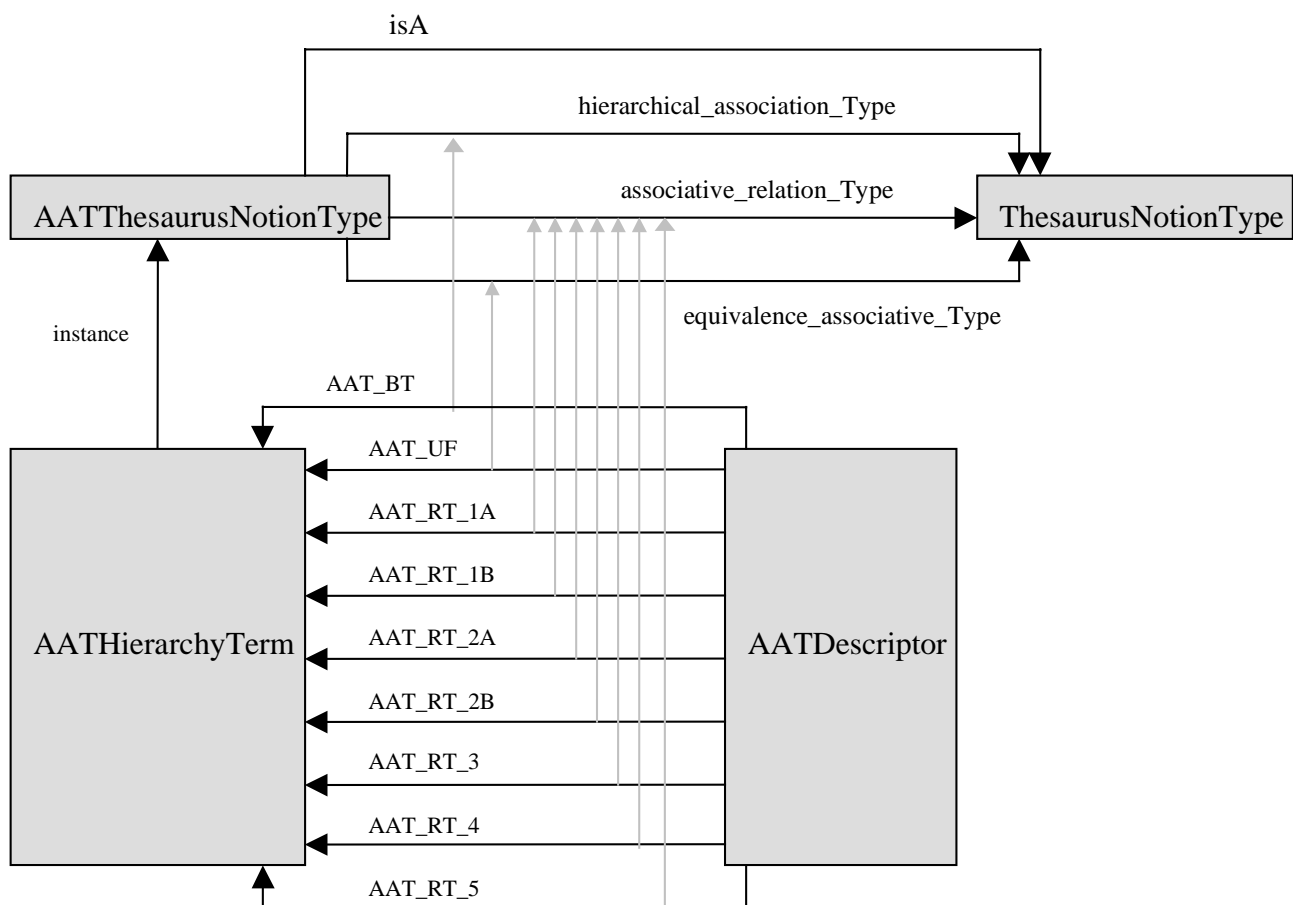 isA
hierarchical_association_Type
associative_relation_Type
AATThesaurusNotionType
ThesaurusNotionType
equivalence_associative_Type
instance
AAT_BT
AAT_UF
AAT_RT_1A
AAT_RT_1B
AATHierarchyTerm
AAT_RT_2A
AATDescriptor
AAT_RT_2B
AAT_RT_3
AAT_RT_4
AAT_RT_5